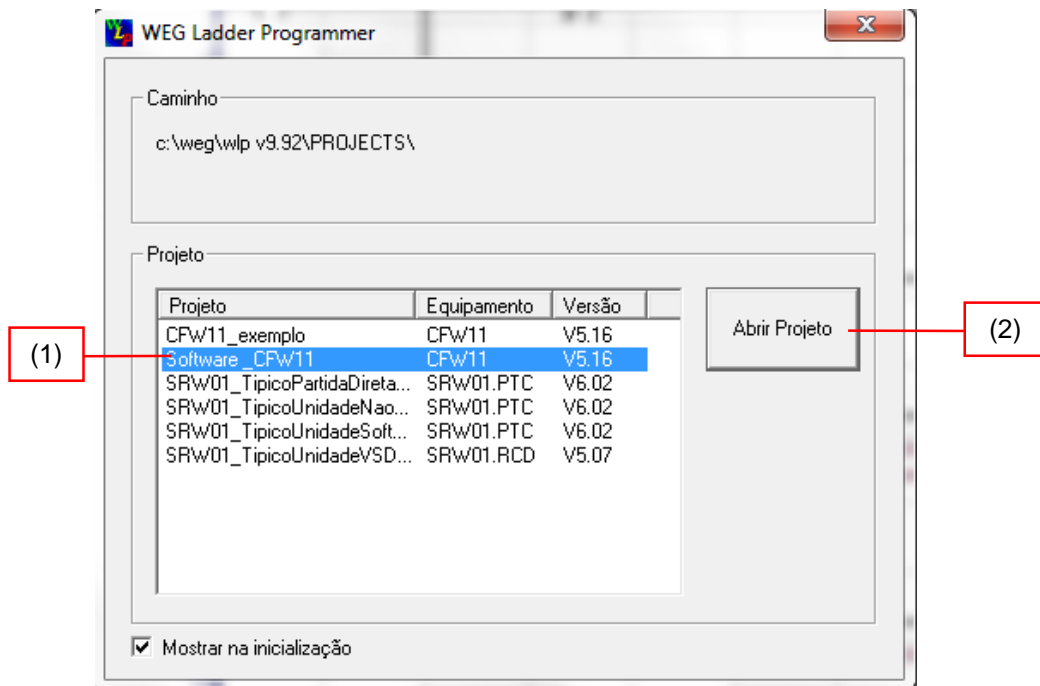 WEG Ladder Programmer
Caminho
c:\weg\wlp v9.92\PROJECTS\
Projeto
Projeto Equipamento Versão
CFW11_exemplo CFW11 V5.16
Software _CFW11 CFW11 V5.16
SRW01_TipicoPartidaDireta... SRW01.PTC V6.02
SRW01_TipicoUnidadeNao... SRW01.PTC V6.02
SRW01_TipicoUnidadeSoft... SRW01.PTC V6.02
SRW01_TipicoUnidadeVSD... SRW01.RCD V5.07
Abrir Projeto
(1)
(2)
Mostrar na inicialização